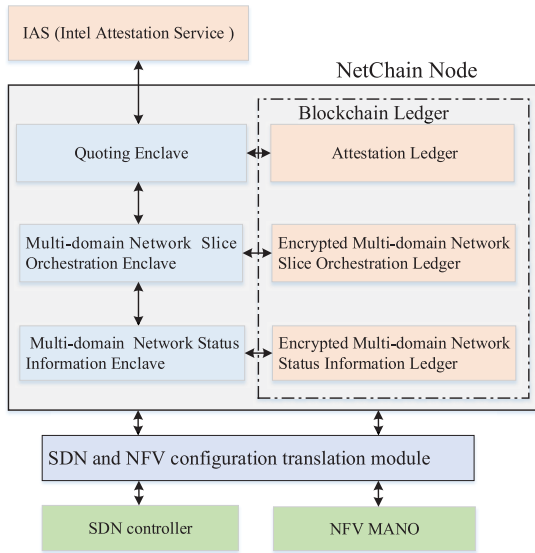 IAS (Intel Attestation Service )
NetChain Node
Blockchain Ledger
Quoting Enclave
Attestation Ledger
Multi-domain Network Slice
Orchestration Enclave
Encrypted Multi-domain Network
Slice Orchestration Ledger
Multi-domain Network Status
Information Enclave
Encrypted Multi-domain Network
Status Information Ledger
SDN and NFV configuration translation module
SDN controller
NFV MANO